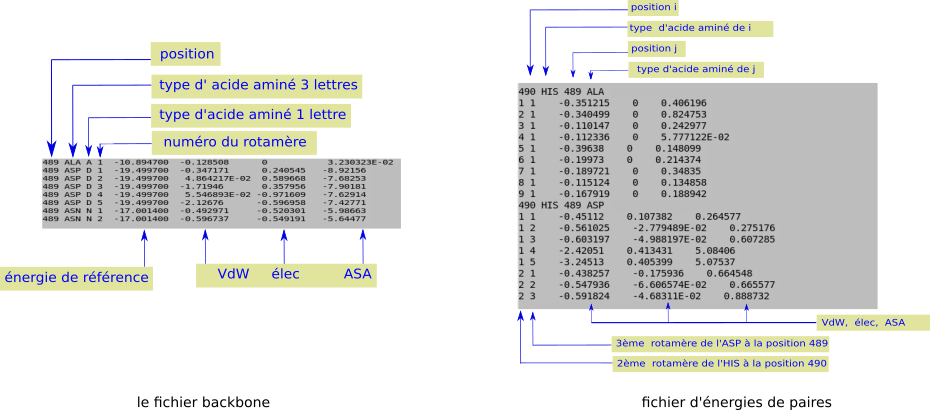 position
type d' acide aminé 3 lettres
type d'acide aminé 1 lettre
numéro du rotamère
489 ALA A 1 -10.894700 -0.128508 0 3.230323E-02
489 ASP D 1 -19.499700 -0.347171 0.240545 -8.92156
489 ASP D 2 -19.499700 4.864217E-02 0.589668 -7.68253
489 ASP D 3 -19.499700 -1.71946 0.357956 -7.90181
489 ASP D 4 -19.499700 5.546893E-02 -0.971609 -7.62914
489 ASP D 5 -19.499700 -2.12676 -0.596958 -7.42771
489 ASN N 1 -17.001400 -0.492971 -0.520301 -5.98663
489 ASN N 2 -17.001400 -0.596737 -0.549191 -5.64477
énergie de référence
VdW élec ASA
le fichier backbone
position i
type d'acide aminé de i
position j
type d'acide aminé de j
490 HIS 489 ALA
1 1 -0.351215 0 0.406196
2 1 -0.340499 0 0.824753
3 1 -0.110147 0 0.242977
4 1 -0.112336 0 5.777122E-02
5 1 -0.39638 0 0.148099
6 1 -0.19973 0 0.214374
7 1 -0.189721 0 0.34835
8 1 -0.115124 0 0.134858
9 1 -0.167919 0 0.188942
490 HIS 489 ASP
1 1 -0.45112 0.107382 0.264577
1 2 -0.561025 -2.779489E-02 0.275176
1 3 -0.603197 -4.988197E-02 0.607285
1 4 -2.42051 0.413431 5.08406
1 5 -3.24513 0.405399 5.07537
2 1 -0.438257 -0.175936 0.664548
2 2 -0.547936 -6.606574E-02 0.665577
2 3 -0.591824 -4.68311E-02 0.888732
VdW, élec, ASA
3ème rotamère de l'ASP à la position 489
2ème rotamère de l'HIS à la position 490
fichier d'énergies de paires